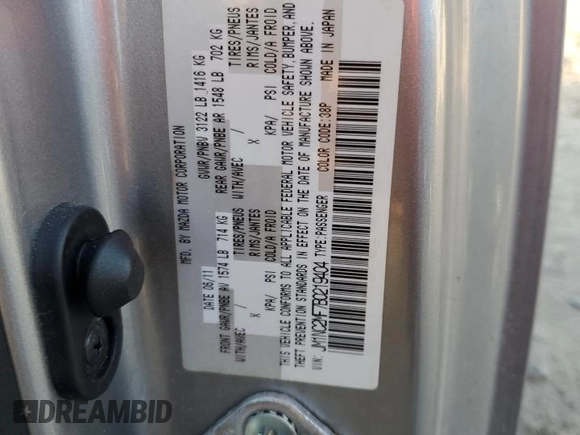 MFD. BY MAZDA MOTOR CORPORATION
DATE 06/11 GVWR/PNBV 3122 LB 1416 KG
FRONT GAWR/PNBE AV 1574 LB 714 KG REAR GAWR/PNBE AR 1548 LB 702 KG
WITH/AVEC TIRES/PNEUS WITH/AVEC TIRES/PNEUS
X / RIMS/JANTES X / RIMS/JANTES
KPA/ PSI COLD/A FROID KPA/ PSI COLD/A FROID
THIS VEHICLE CONFORMS TO ALL APPLICABLE FEDERAL MOTOR VEHICLE SAFETY, BUMPER, AND
THEFT PREVENTION STANDARDS IN EFFECT ON THE DATE OF MANUFACTURE SHOWN ABOVE.
VIN: JM1NC2MF7B0219404 TYPE:PASSENGER COLOR CODE:38P MADE IN JAPAN
DREAMBID